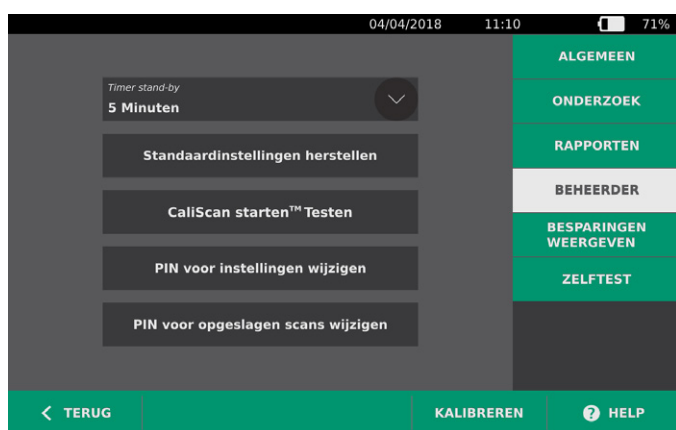 04/04/2018 11:10 71%
Timer stand-by
5 Minuten
Standaardinstellingen herstellen
CaliScan starten™ Testen
PIN voor instellingen wijzigen
PIN voor opgeslagen scans wijzigen
ALGEMEEN
ONDERZOEK
RAPPORTEN
BEHEERDER
BESPARINGEN
WEERGEVEN
ZELFTEST
TERUG
KALIBREREN
? HELP